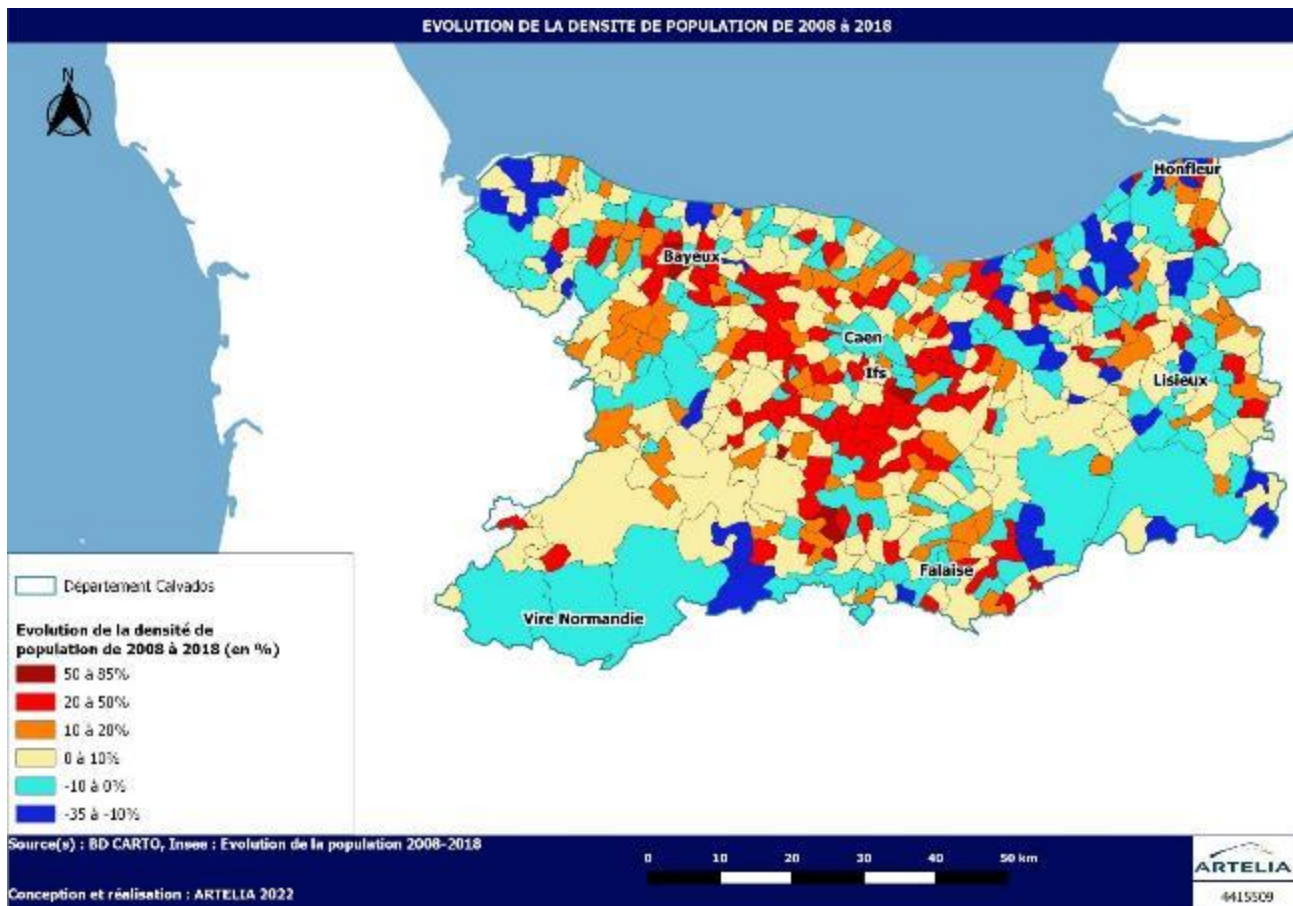 EVOLUTION DE LA DENSITE DE POPULATION DE 2008 à 2018
N
Honfleur
Bayeux
Caen
Ifs
Lisieux
Falaise
Vire Normandie
Département Calvados
Evolution de la densité de
population de 2008 à 2018 (en %)
50 à 85%
20 à 50%
10 à 20%
0 à 10%
-10 à 0%
-35 à -10%
Source(s) : BD CARTO, Insee : Evolution de la population 2008-2018
0 10 20 30 40 50 km
Conception et réalisation : ARTELIA 2022
ARTELIA
4415509